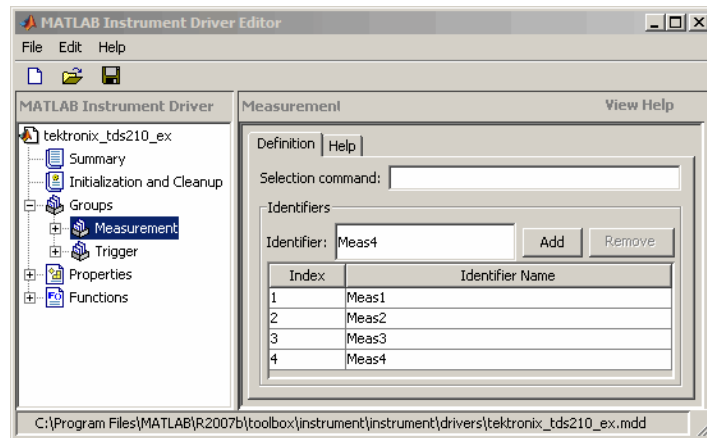 MATLAB Instrument Driver Editor
File Edit Help
MATLAB Instrument Driver
Measurement View Help
tektronix_tds210_ex
Summary
Initialization and Cleanup
Groups
Measurement
Trigger
Properties
Functions
Definition Help
Selection command:
Identifiers
Identifier: Meas4 Add Remove
Index Identifier Name
1 Meas1
2 Meas2
3 Meas3
4 Meas4
C:\Program Files\MATLAB\R2007b\toolbox\instrument\instrument\drivers\tektronix_tds210_ex.mdd